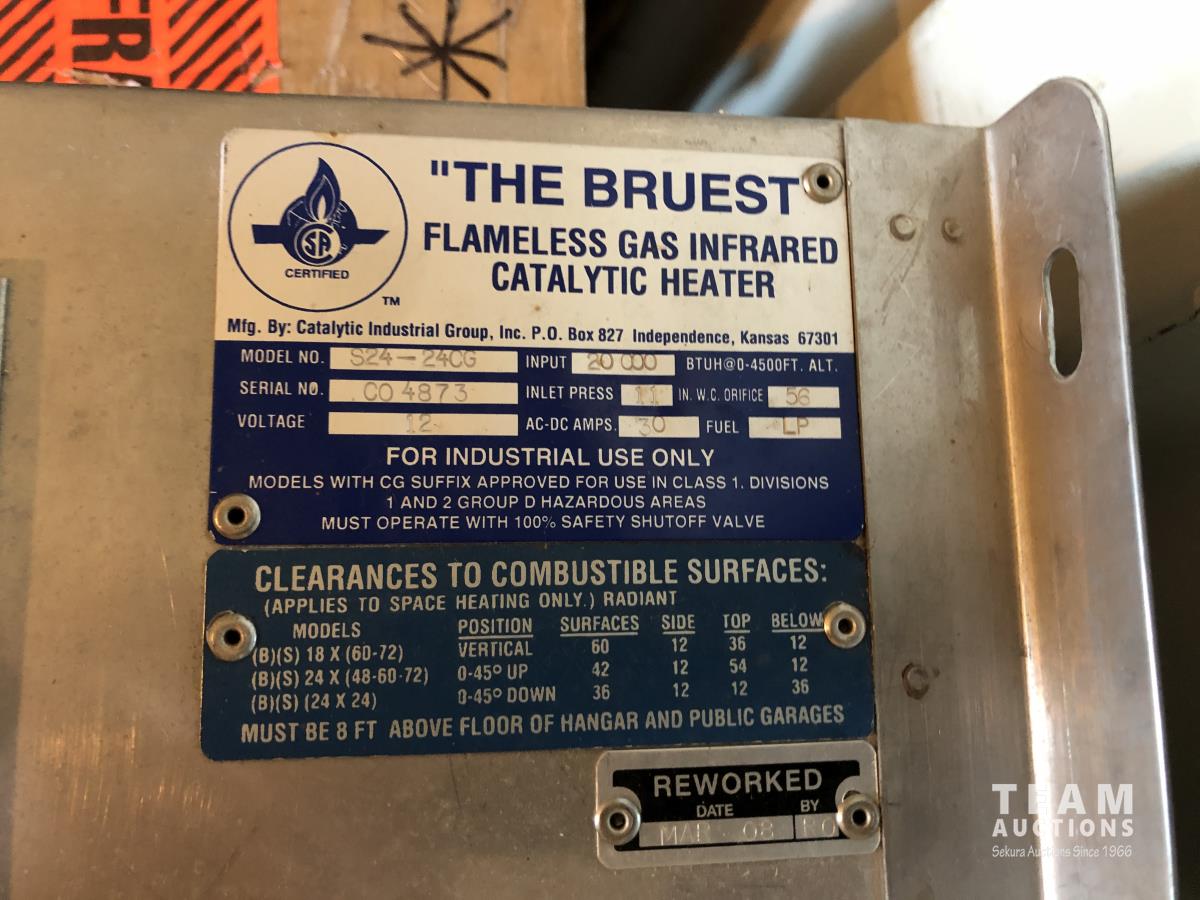 FRA
"THE BRUEST
FLAMELESS GAS INFRARED
CATALYTIC HEATER
SA
CERTIFIED
TM
Mfg. By: Catalytic Industrial Group, Inc. P.O. Box 827 Independence, Kansas 67301
MODEL NO. S24-24CG INPUT 20 000 BTUH@0-4500FT. ALT.
SERIAL NO. CO 4873 INLET PRESS 11 IN. W.C. ORIFICE 56
VOLTAGE 12 AC-DC AMPS. 30 FUEL LP
FOR INDUSTRIAL USE ONLY
MODELS WITH CG SUFFIX APPROVED FOR USE IN CLASS 1. DIVISIONS
1 AND 2 GROUP D HAZARDOUS AREAS
MUST OPERATE WITH 100% SAFETY SHUTOFF VALVE
CLEARANCES TO COMBUSTIBLE SURFACES:
(APPLIES TO SPACE HEATING ONLY.) RADIANT
MODELS POSITION SURFACES SIDE TOP BELOW
(B)(S) 18 X (60-72) VERTICAL 60 12 36 12
(B)(S) 24 X (48-60-72) 0-45° UP 42 12 54 12
(B)(S) (24 X 24) 0-45° DOWN 36 12 12 36
MUST BE 8 FT ABOVE FLOOR OF HANGAR AND PUBLIC GARAGES
REWORKED
DATE BY
MAR 08
TEAM
AUCTIONS
Sekura Auctions Since 1966